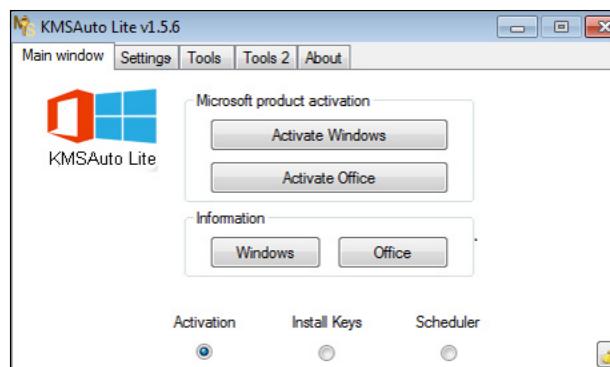 KMSAuto Lite v1.5.6
Main window Settings Tools Tools 2 About
Microsoft product activation
Activate Windows
KMSAuto Lite
Activate Office
Information
Windows Office
Activation Install Keys Scheduler